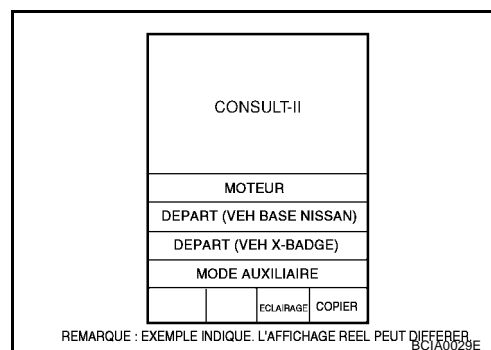 CONSULT-II
MOTEUR
DEPART (VEH BASE NISSAN)
DEPART (VEH X-BADGE)
MODE AUXILIAIRE
ECLAIRAGE COPIER
REMARQUE : EXEMPLE INDIQUE. L'AFFICHAGE REEL PEUT DIFFERER.
BCIA0029E